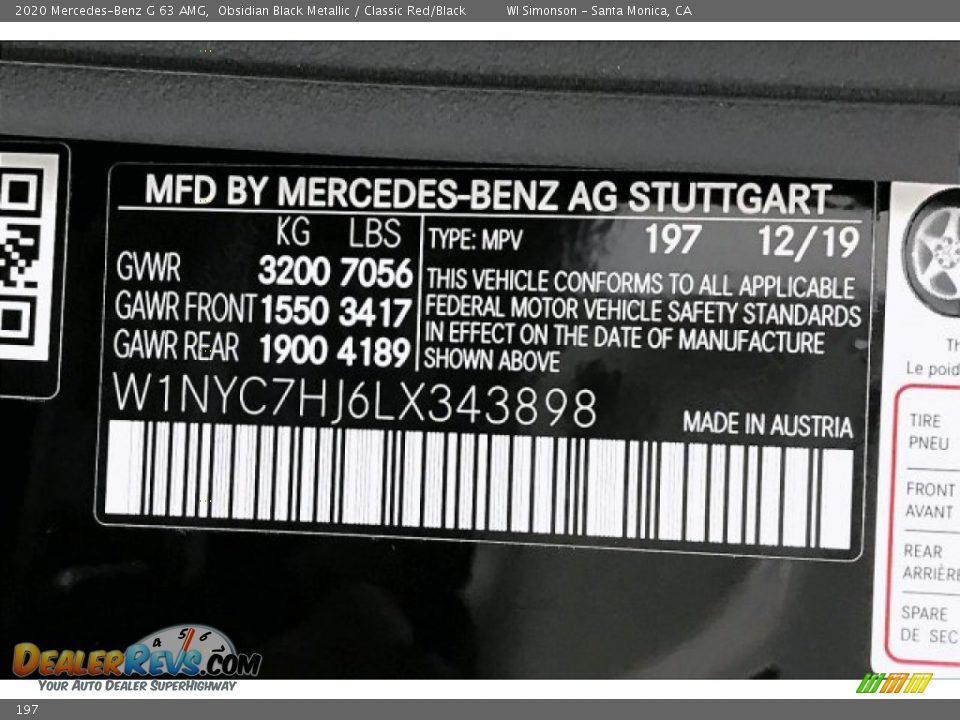 2020 Mercedes-Benz G 63 AMG, Obsidian Black Metallic / Classic Red/Black WI Simonson - Santa Monica, CA
MFD BY MERCEDES-BENZ AG STUTTGART
KG LBS
GVWR 3200 7056
GAWR FRONT 1550 3417
GAWR REAR 1900 4189
TYPE: MPV 197 12/19
THIS VEHICLE CONFORMS TO ALL APPLICABLE
FEDERAL MOTOR VEHICLE SAFETY STANDARDS
IN EFFECT ON THE DATE OF MANUFACTURE
SHOWN ABOVE
W1NYC7HJ6LX343898
MADE IN AUSTRIA
Th
Le poid
TIRE
PNEU
FRONT
AVANT
REAR
ARRIÈRE
SPARE
DE SEC
4 5 6
DEALERREVS.COM
YOUR AUTO DEALER SUPERHIGHWAY
197